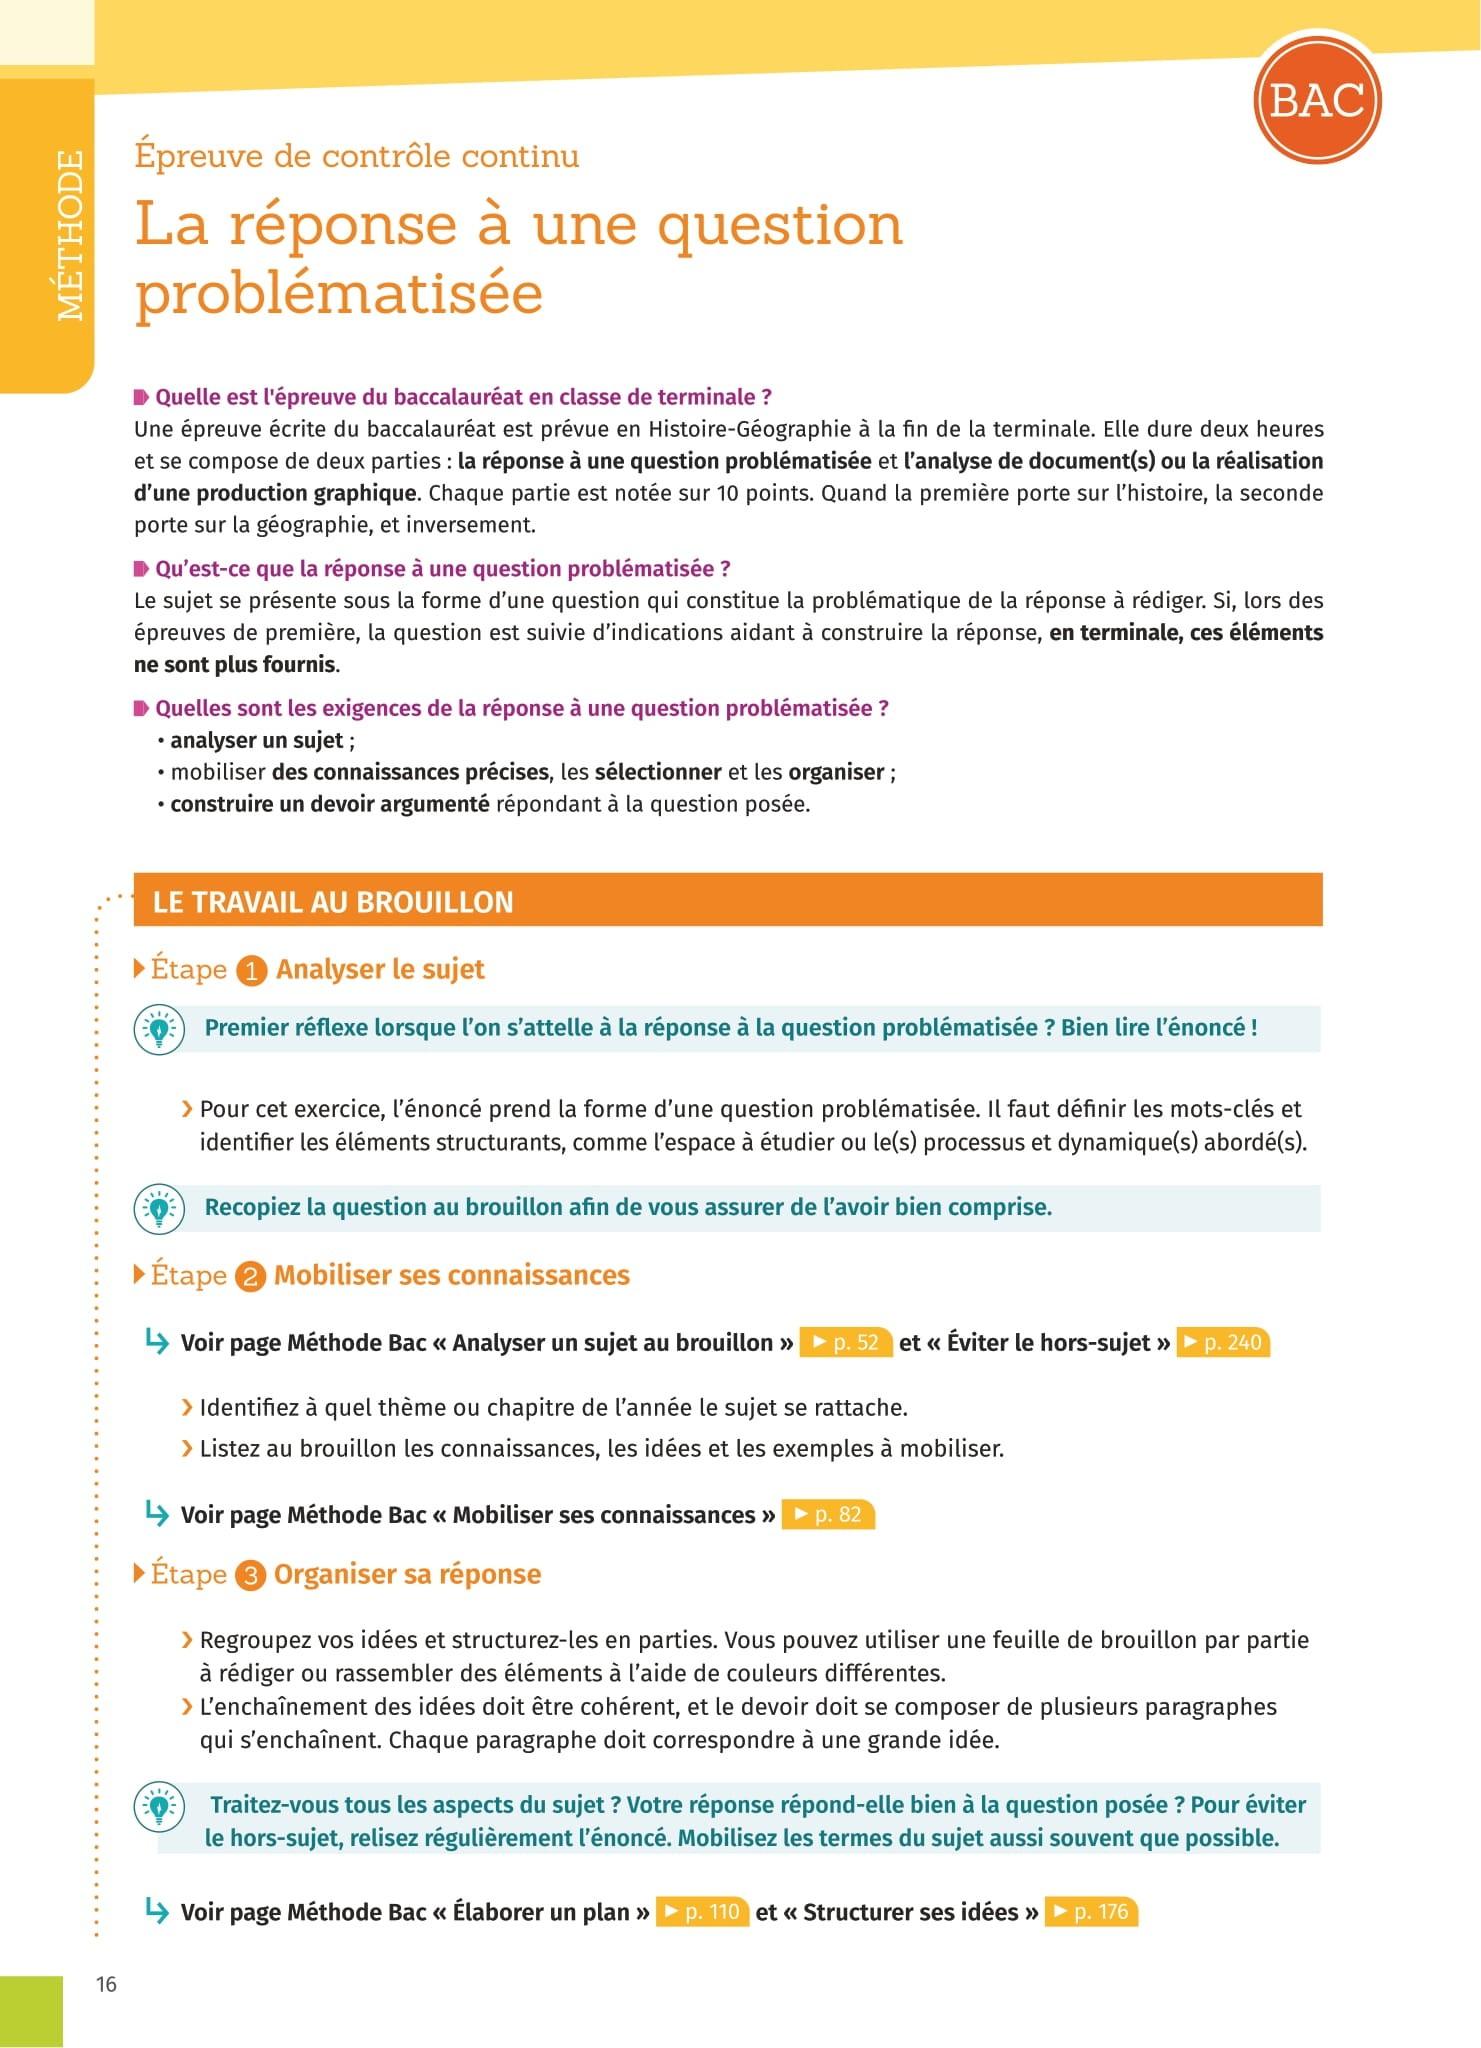 BAC
MÉTHODE
Épreuve de contrôle continu
La réponse à une question
problématisée
Quelle est l'épreuve du baccalauréat en classe de terminale ?
Une épreuve écrite du baccalauréat est prévue en Histoire-Géographie à la fin de la terminale. Elle dure deux heures
et se compose de deux parties : la réponse à une question problématisée et l’analyse de document(s) ou la réalisation
d’une production graphique. Chaque partie est notée sur 10 points. Quand la première porte sur l’histoire, la seconde
porte sur la géographie, et inversement.
Qu’est-ce que la réponse à une question problématisée ?
Le sujet se présente sous la forme d’une question qui constitue la problématique de la réponse à rédiger. Si, lors des
épreuves de première, la question est suivie d’indications aidant à construire la réponse, en terminale, ces éléments
ne sont plus fournis.
Quelles sont les exigences de la réponse à une question problématisée ?
• analyser un sujet ;
• mobiliser des connaissances précises, les sélectionner et les organiser ;
• construire un devoir argumenté répondant à la question posée.
LE TRAVAIL AU BROUILLON
Étape 1 Analyser le sujet
Premier réflexe lorsque l’on s’attelle à la réponse à la question problématisée ? Bien lire l’énoncé !
› Pour cet exercice, l’énoncé prend la forme d’une question problématisée. Il faut définir les mots-clés et
identifier les éléments structurants, comme l’espace à étudier ou le(s) processus et dynamique(s) abordé(s).
Recopiez la question au brouillon afin de vous assurer de l’avoir bien comprise.
Étape 2 Mobiliser ses connaissances
Voir page Méthode Bac « Analyser un sujet au brouillon » ► p. 52 et « Éviter le hors-sujet » ► p. 240
› Identifiez à quel thème ou chapitre de l’année le sujet se rattache.
› Listez au brouillon les connaissances, les idées et les exemples à mobiliser.
Voir page Méthode Bac « Mobiliser ses connaissances » ► p. 82
Étape 3 Organiser sa réponse
› Regroupez vos idées et structurez-les en parties. Vous pouvez utiliser une feuille de brouillon par partie
à rédiger ou rassembler des éléments à l’aide de couleurs différentes.
› L’enchaînement des idées doit être cohérent, et le devoir doit se composer de plusieurs paragraphes
qui s’enchaînent. Chaque paragraphe doit correspondre à une grande idée.
Traitez-vous tous les aspects du sujet ? Votre réponse répond-elle bien à la question posée ? Pour éviter
le hors-sujet, relisez régulièrement l’énoncé. Mobilisez les termes du sujet aussi souvent que possible.
Voir page Méthode Bac « Élaborer un plan » ► p. 110 et « Structurer ses idées » ► p. 176
16